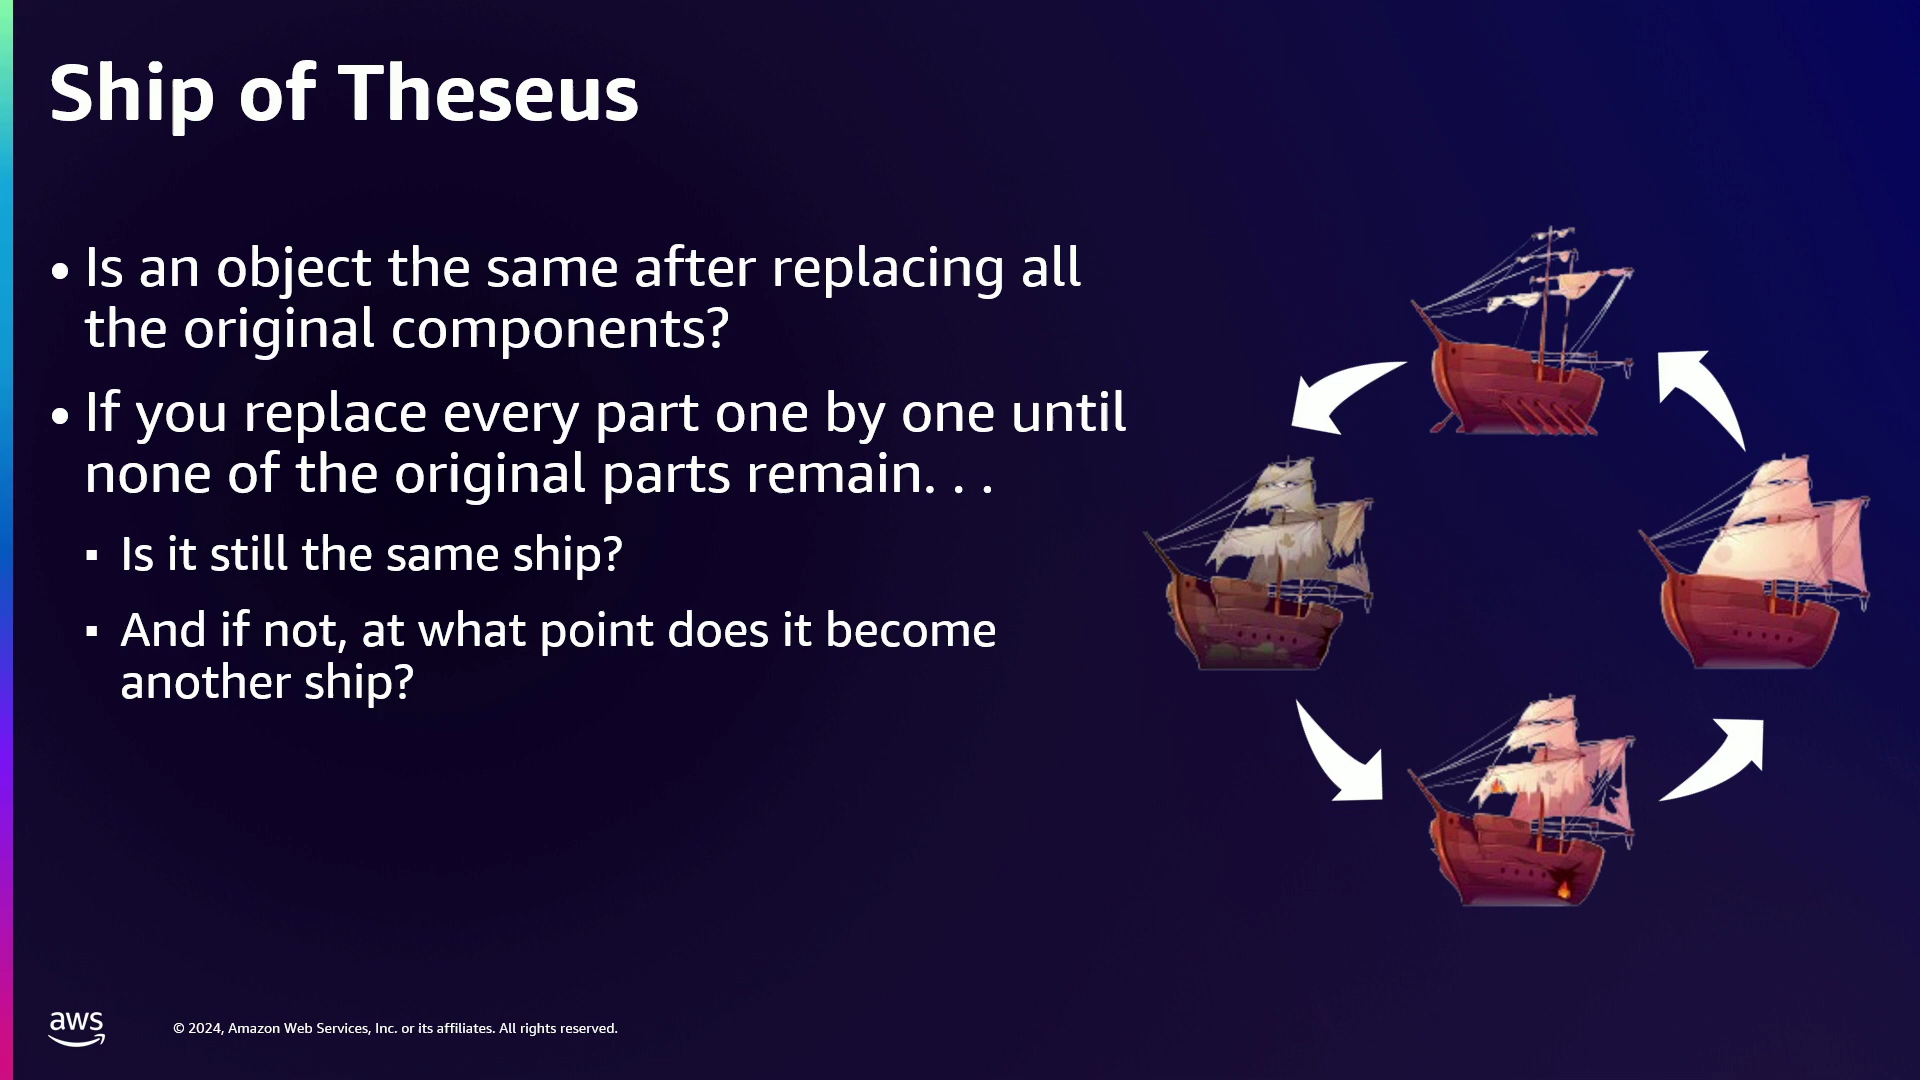 Ship of Theseus
• Is an object the same after replacing all
the original components?
• If you replace every part one by one until
none of the original parts remain. . .
▪ Is it still the same ship?
▪ And if not, at what point does it become
another ship?
aws
© 2024, Amazon Web Services, Inc. or its affiliates. All rights reserved.